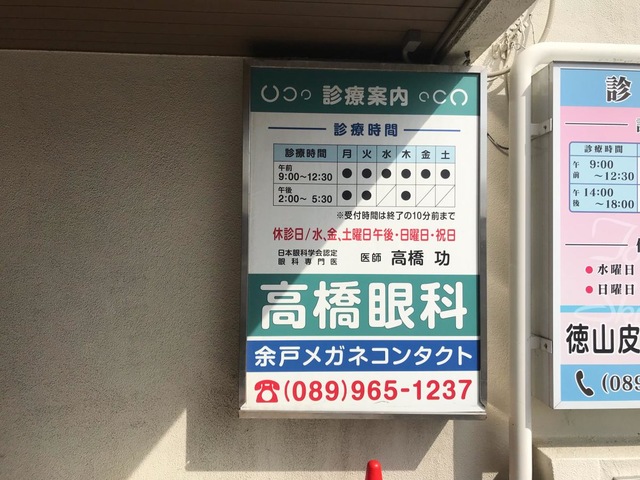 診療案内
診療時間
診療時間 月 火 水 木 金 土
午前 9:00～12:30 ● ● ● ● ● ●
午後 2:00～5:30 ● ● ／ ● ／ ／
※受付時間は終了の10分前まで
休診日/水、金、土曜日午後・日曜日・祝日
日本眼科学会認定
眼科専門医
医師 高橋 功
高橋眼科
余戸メガネコンタクト
☎(089)965-1237
診
診療時間
午前 9:00
～12:30
午後 14:00
～18:00
●水曜日
●日曜日
徳山皮
(089